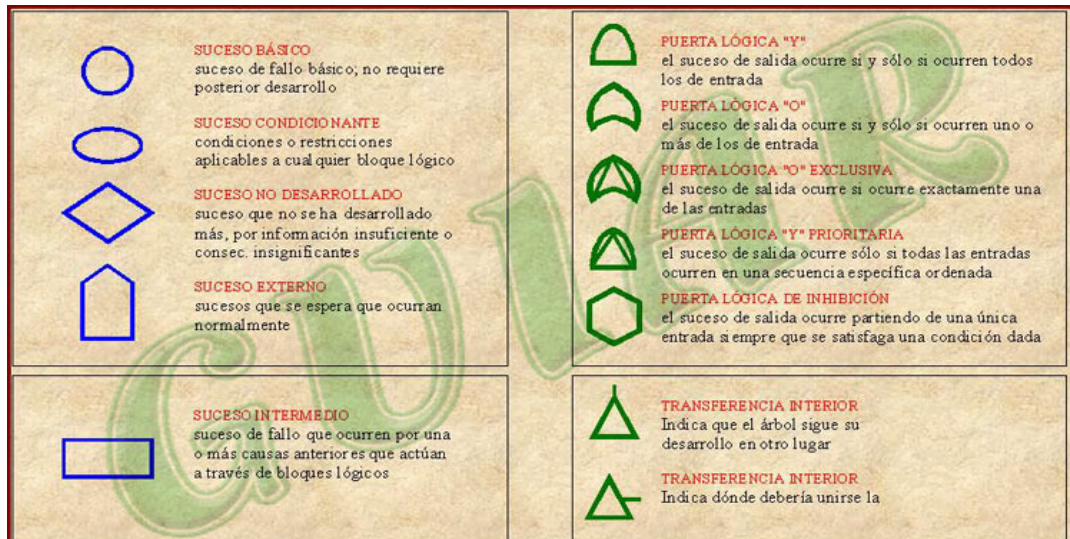 SUCESO BÁSICO
suceso de fallo básico; no requiere
posterior desarrollo
SUCESO CONDICIONANTE
condiciones o restricciones
aplicables a cualquier bloque lógico
SUCESO NO DESARROLLADO
suceso que no se ha desarrollado
más, por información insuficiente o
consec. insignificantes
SUCESO EXTERNO
sucesos que se espera que ocurran
normalmente
SUCESO INTERMEDIO
suceso de fallo que ocurren por una
o más causas anteriores que actúan
a través de bloques lógicos
PUERTA LÓGICA "Y"
el suceso de salida ocurre si y sólo si ocurren todos
los de entrada
PUERTA LÓGICA "O"
el suceso de salida ocurre si y sólo si ocurren uno o
más de los de entrada
PUERTA LÓGICA "O" EXCLUSIVA
el suceso de salida ocurre si ocurre exactamente una
de las entradas
PUERTA LÓGICA "Y" PRIORITARIA
el suceso de salida ocurre sólo si todas las entradas
ocurren en una secuencia específica ordenada
PUERTA LÓGICA DE INHIBICIÓN
el suceso de salida ocurre partiendo de una única
entrada siempre que se satisfaga una condición dada
TRANSFERENCIA INTERIOR
Indica que el árbol sigue su
desarrollo en otro lugar
TRANSFERENCIA INTERIOR
Indica dónde debería unirse la